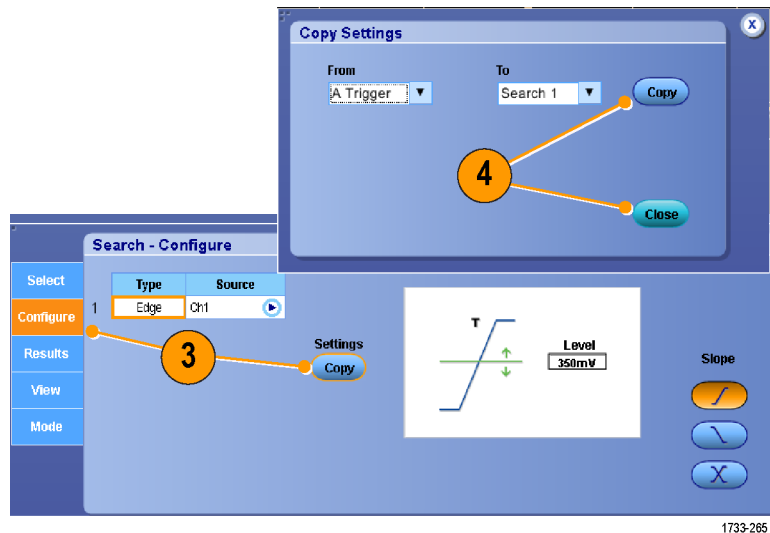 Copy Settings
X
From To
A Trigger Search 1 Copy
4
Close
Search - Configure
Select
Type Source
Configure 1 Edge Ch1
Results 3 Settings
Copy
T
Level
350mV
Slope
View
Mode
1733-265